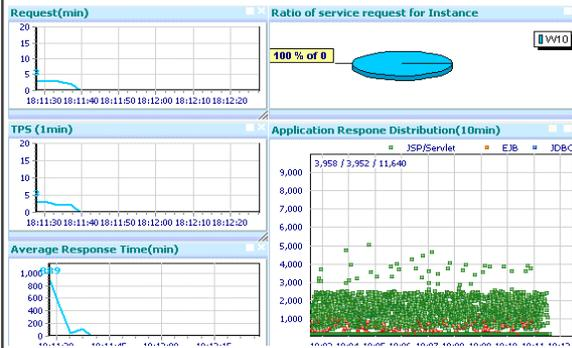 Request(min)
20
15
10
5
0
18:11:30 18:11:40 18:11:50 18:12:00 18:12:10 18:12:20
Ratio of service request for Instance
100 % of 0
W10
TPS (1min)
20
15
10
5
0
18:11:30 18:11:40 18:11:50 18:12:00 18:12:10 18:12:20
Application Respone Distribution(10min)
JSP/Servlet EJB JDBC
3,958 / 3,952 / 11,640
9,000
8,000
7,000
6,000
5,000
4,000
3,000
2,000
1,000
Average Response Time(min)
1,000
800
600
400
200
0